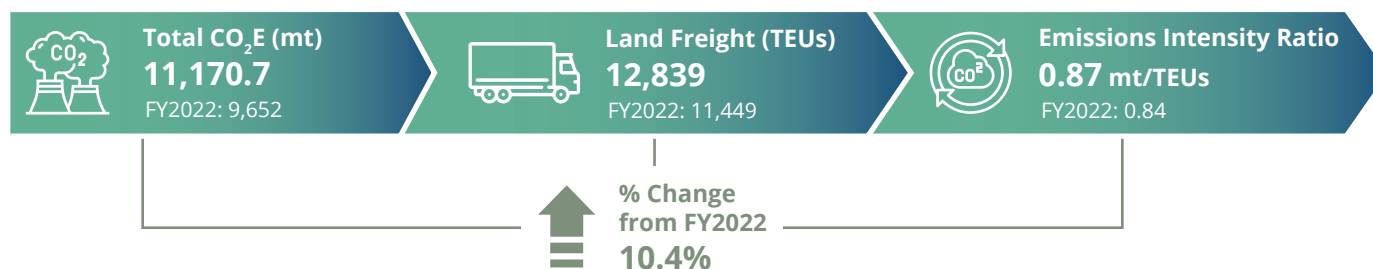 CO2
Total CO₂E (mt)
11,170.7
FY2022: 9,652
Land Freight (TEUs)
12,839
FY2022: 11,449
CO²
Emissions Intensity Ratio
0.87 mt/TEUs
FY2022: 0.84
% Change
from FY2022
10.4%